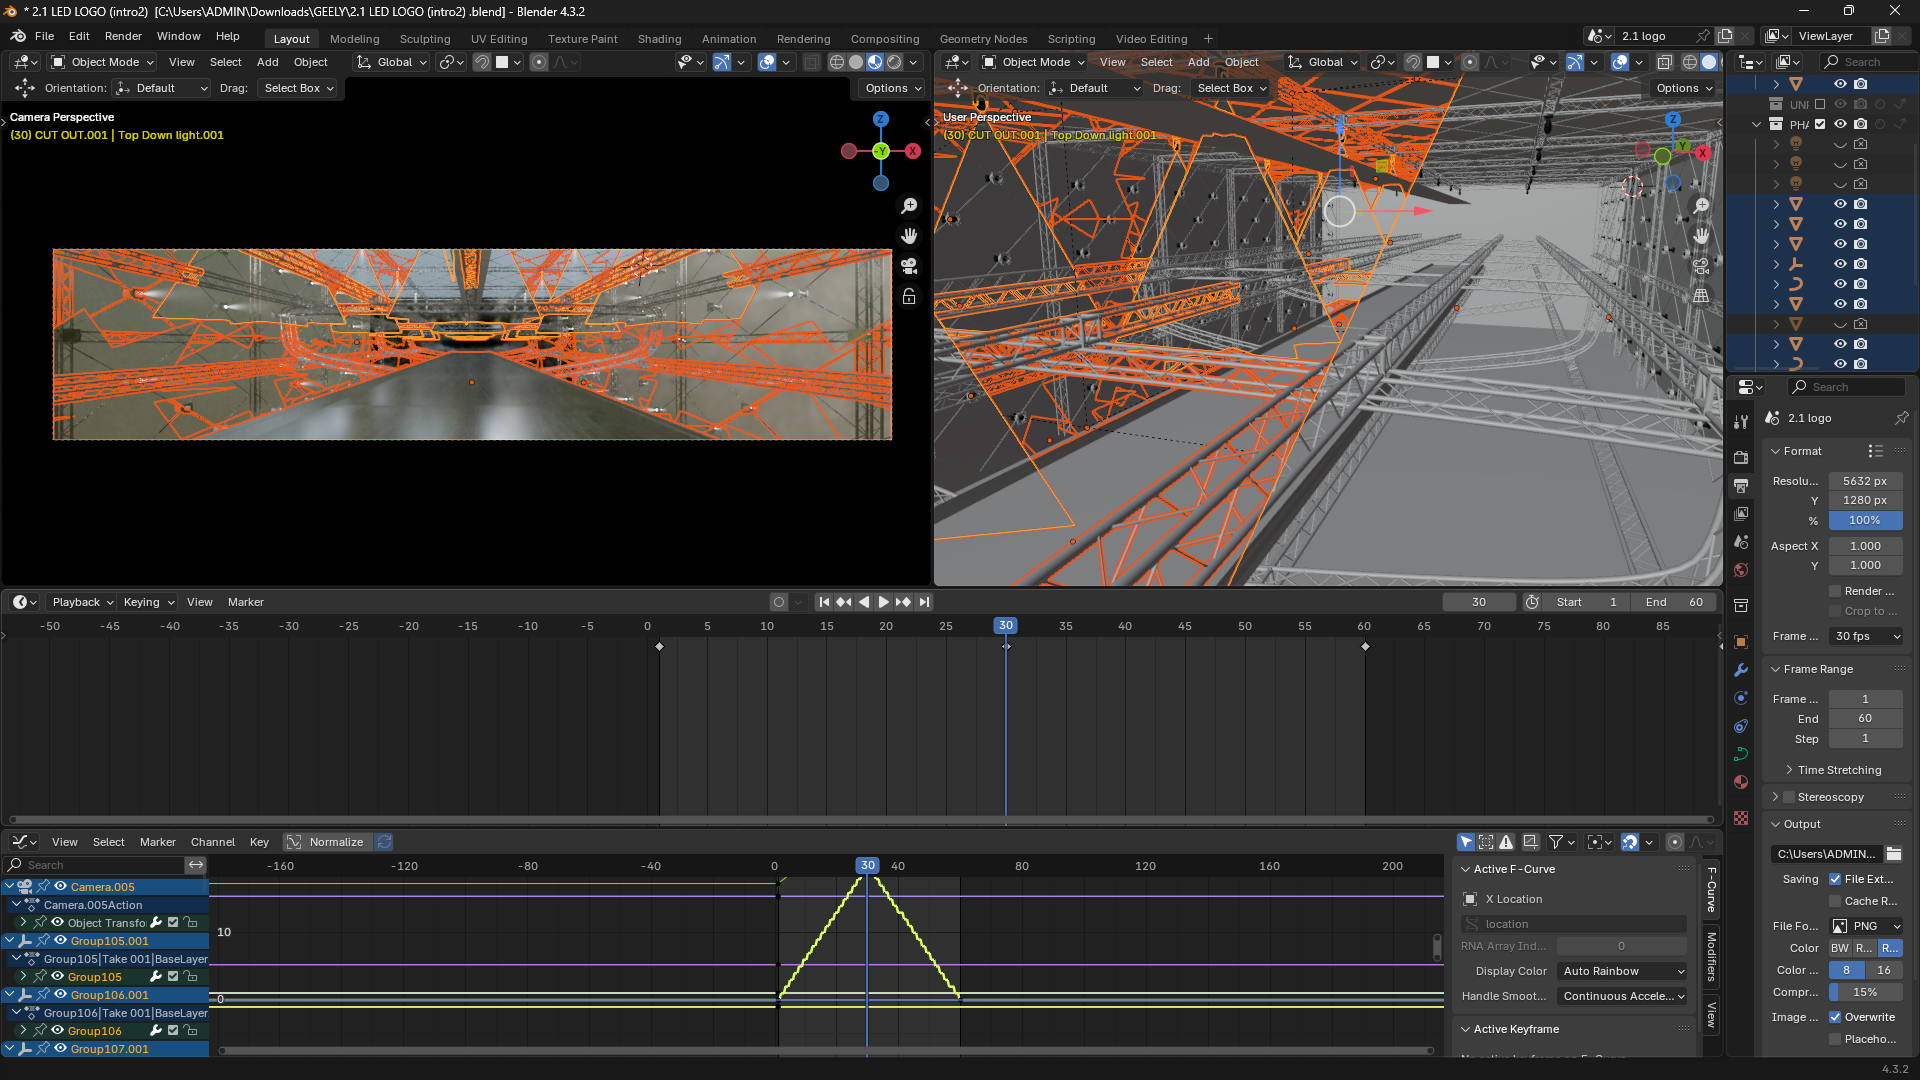 * 2.1 LED LOGO (intro2)  [C:\Users\ADMIN\Downloads\GEELY\2.1 LED LOGO (intro2) .blend] - Blender 4.3.2
File Edit Render Window Help Layout Modeling Sculpting UV Editing Texture Paint Shading Animation Rendering Compositing Geometry Nodes Scripting Video Editing + 2.1 logo ViewLayer
Object Mode View Select Add Object Global
Orientation: Default Drag: Select Box Options
Camera Perspective
(30) CUT OUT.001 | Top Down light.001
Z
-Y X
Object Mode View Select Add Object Global
Orientation: Default Drag: Select Box Options
User Perspective
(30) CUT OUT.001 | Top Down light.001
Z
Y X
Search
PHA
Search
2.1 logo
Format
Resolu... 5632 px
Y 1280 px
% 100%
Aspect X 1.000
Y 1.000
Render ...
Crop to ...
Frame ... 30 fps
Frame Range
Frame ... 1
End 60
Step 1
Time Stretching
Stereoscopy
Output
C:\Users\ADMIN...
Saving File Ext...
Cache R...
File Fo... PNG
Color BW R... R...
Color ... 8 16
Compr... 15%
Image ... Overwrite
Placeho...
Playback Keying View Marker 30 Start 1 End 60
-50 -45 -40 -35 -30 -25 -20 -15 -10 -5 0 5 10 15 20 25 30 35 40 45 50 55 60 65 70 75 80 85
View Select Marker Channel Key Normalize
Search -160 -120 -80 -40 0 30 40 80 120 160 200
Camera.005
Camera.005Action
Object Transfo
Group105.001
Group105|Take 001|BaseLayer
Group105
Group106.001
Group106|Take 001|BaseLayer
Group106
Group107.001
10
0
Active F-Curve
X Location
location
RNA Array Ind... 0
Display Color Auto Rainbow
Handle Smoot... Continuous Accele...
Active Keyframe
F-Curve
Modifiers
View
4.3.2